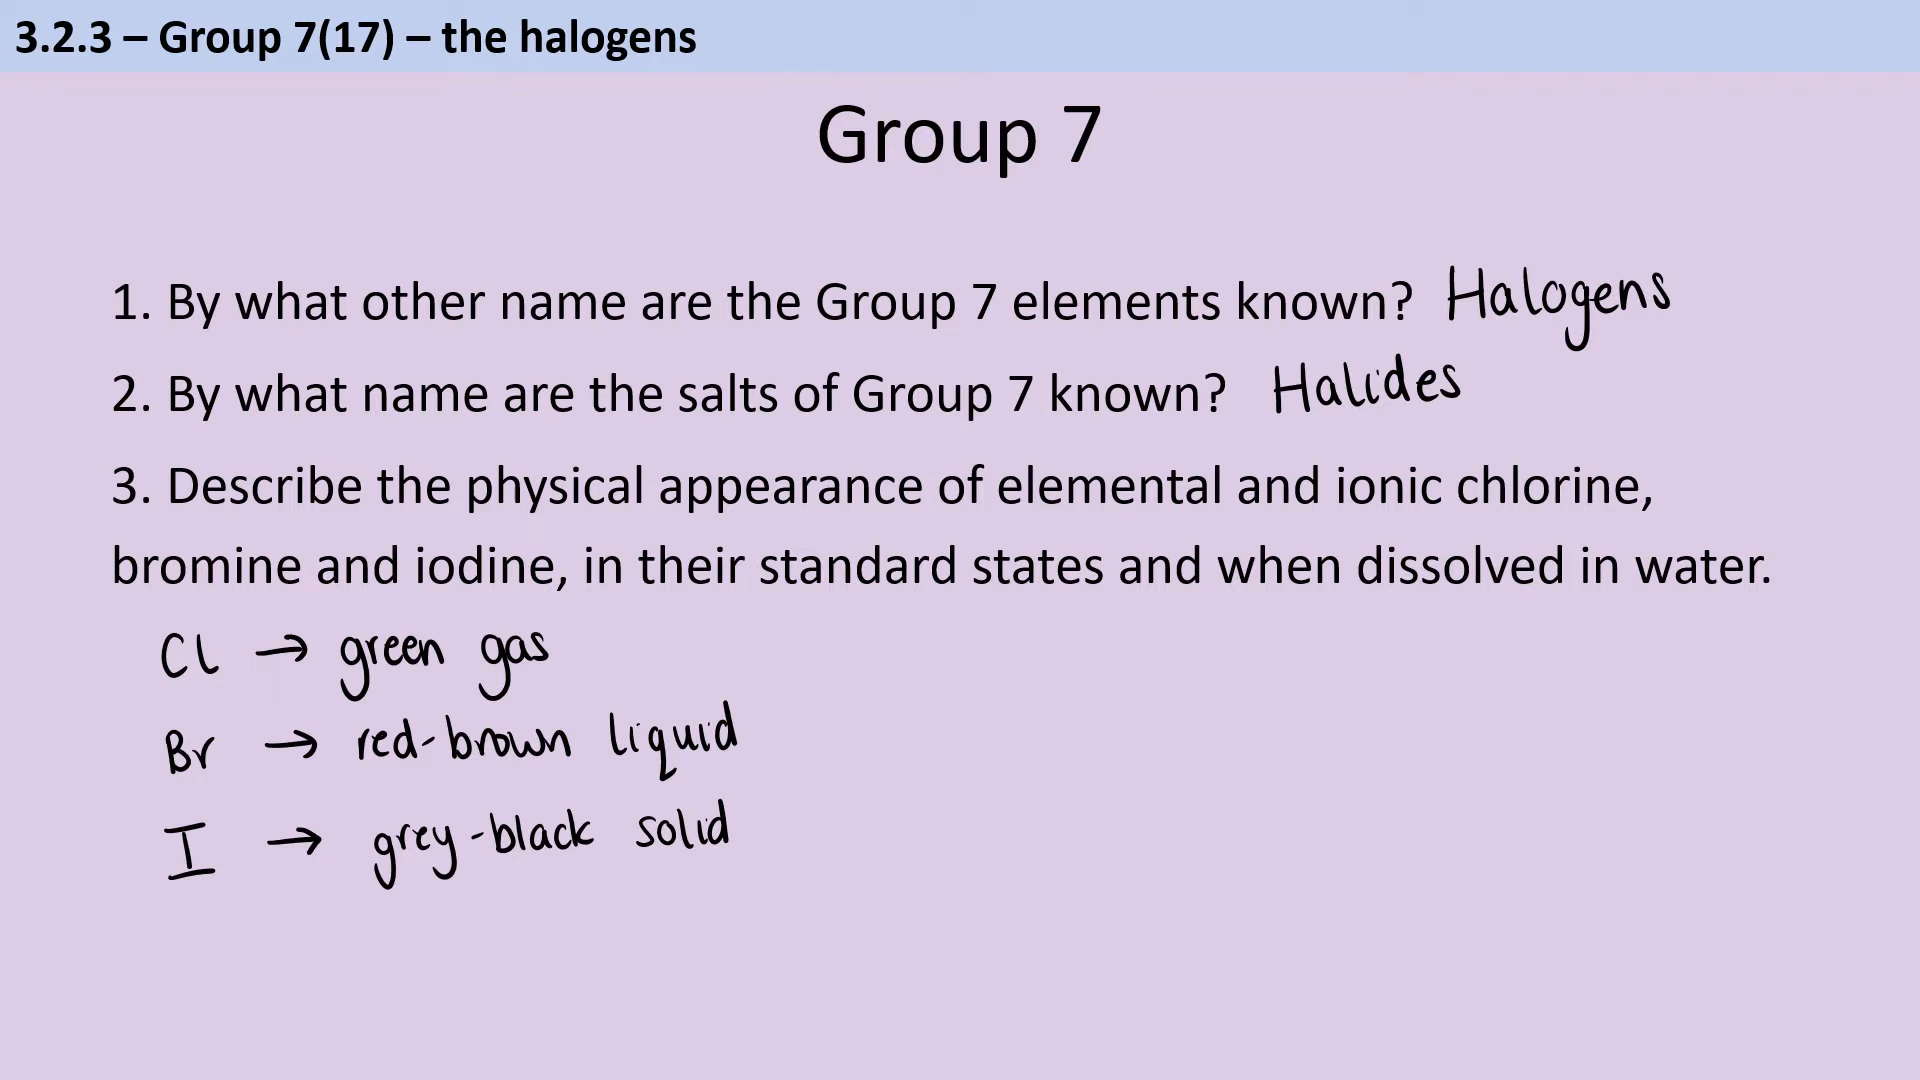 3.2.3 – Group 7(17) – the halogens
Group 7
1. By what other name are the Group 7 elements known? Halogens
2. By what name are the salts of Group 7 known? Halides
3. Describe the physical appearance of elemental and ionic chlorine,
bromine and iodine, in their standard states and when dissolved in water.
Cl → green gas
Br → red-brown liquid
I → grey-black solid